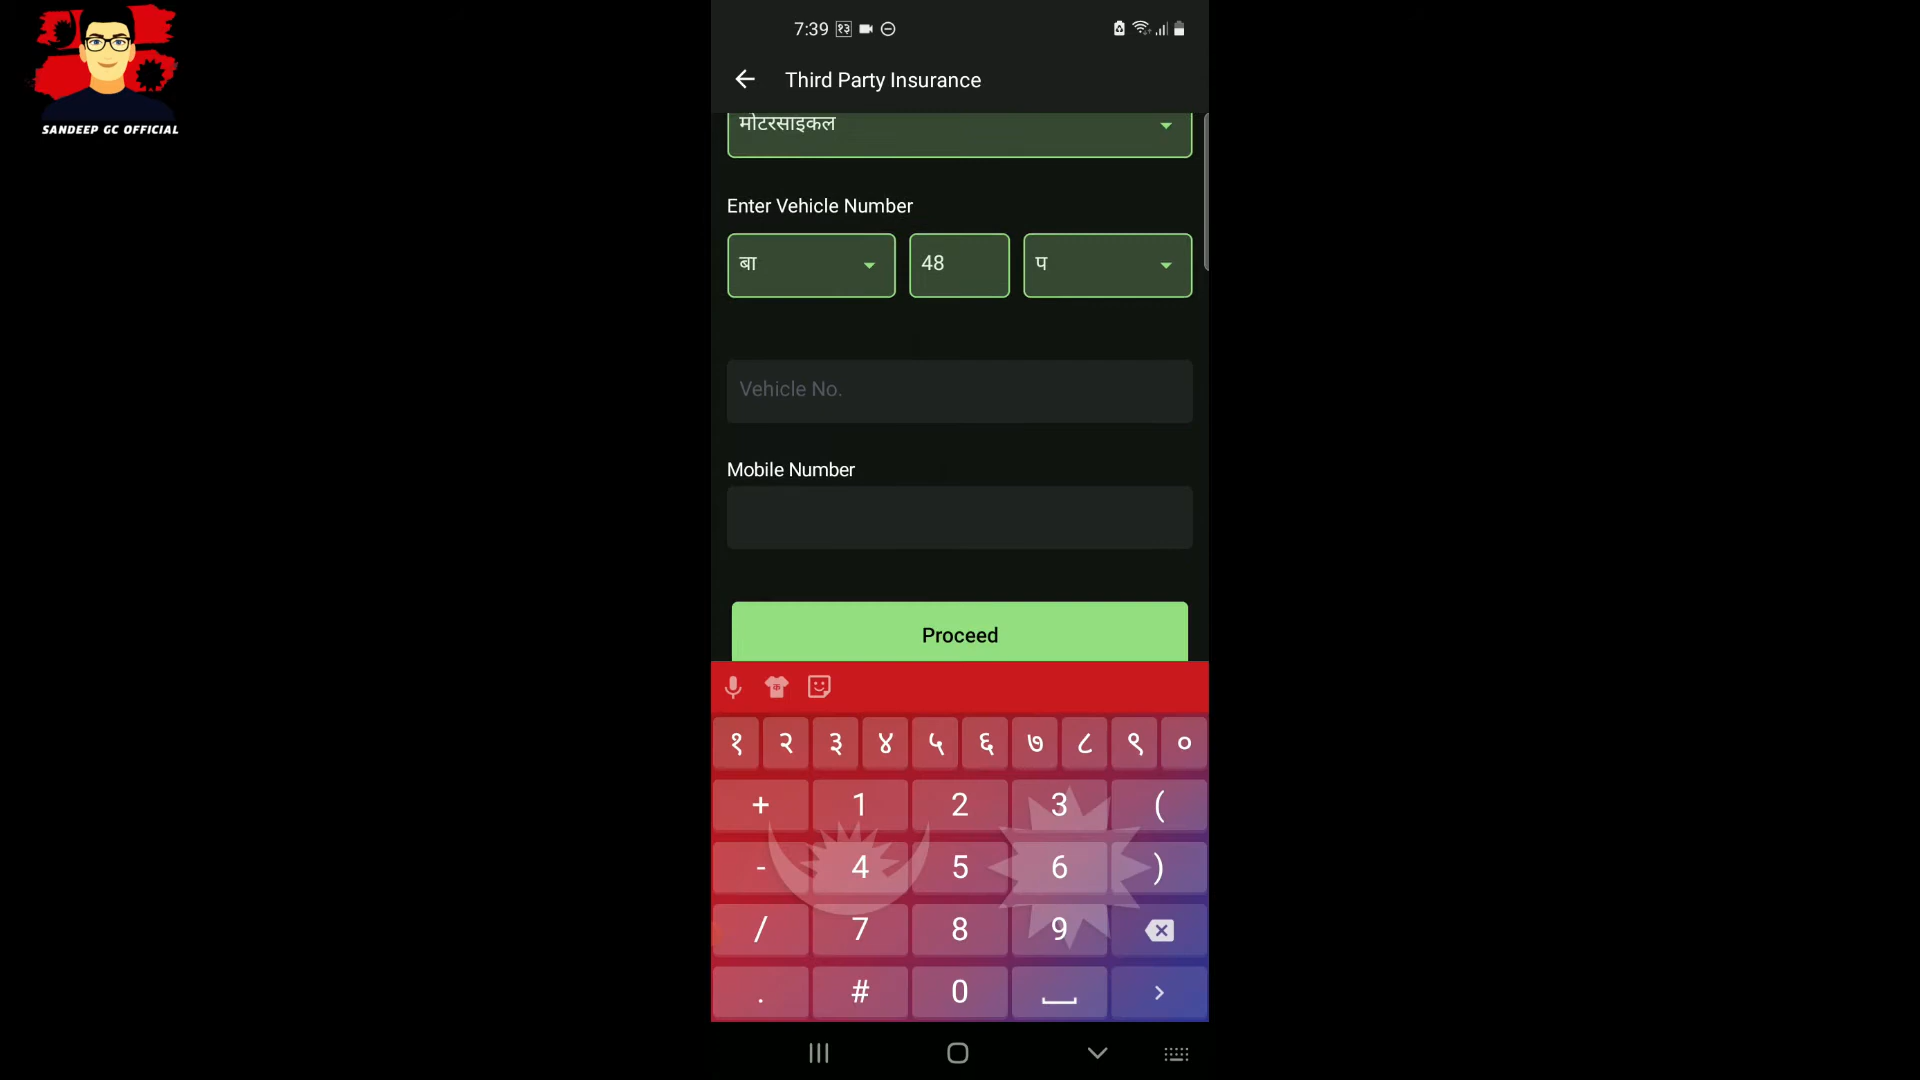 SANDEEP GC OFFICIAL
7:39 १३
Third Party Insurance
मोटरसाइकल
Enter Vehicle Number
बा 48 प
Vehicle No.
Mobile Number
Proceed
१ २ ३ ४ ५ ६ ७ ८ ९ ०
+ 1 2 3 (
- 4 5 6 )
/ 7 8 9
. # 0 >